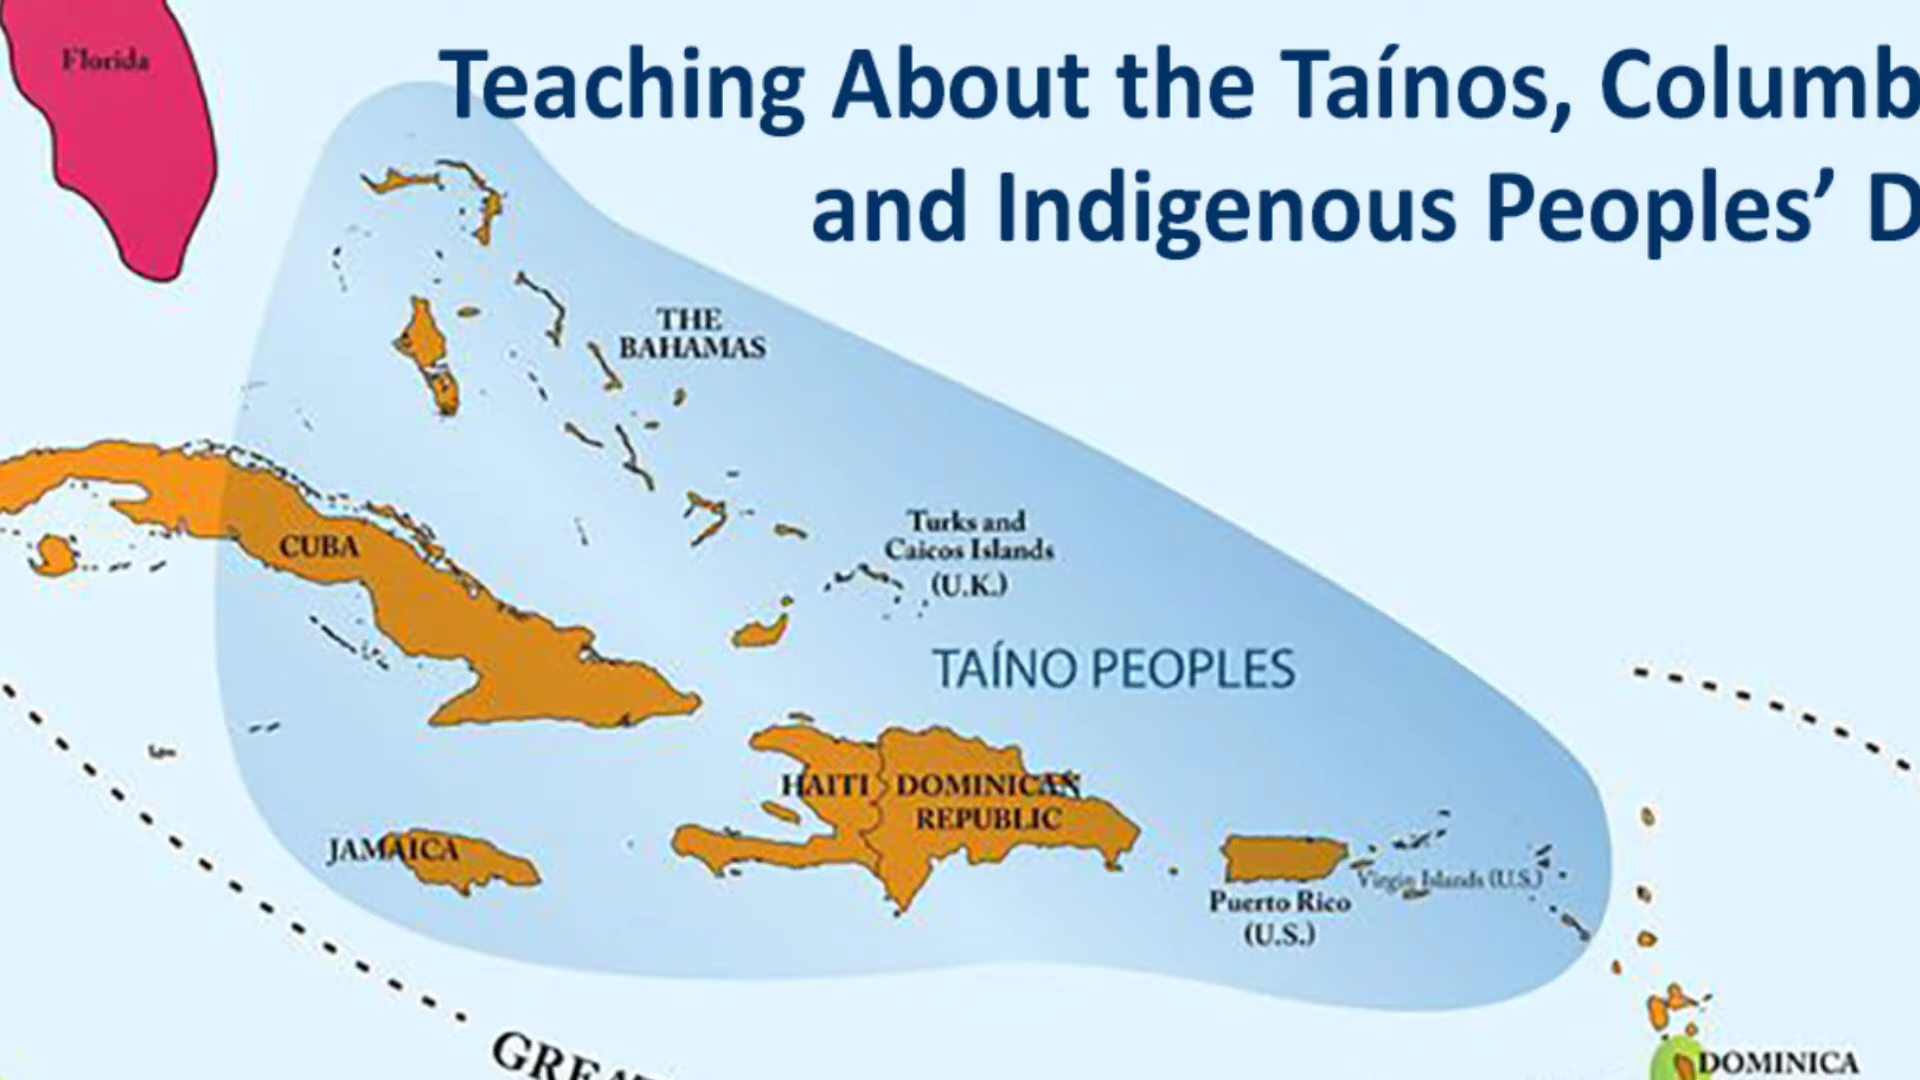 Teaching About the Taínos, Columb
and Indigenous Peoples’ D
Florida
THE
BAHAMAS
Turks and
Caicos Islands
(U.K.)
CUBA
TAÍNO PEOPLES
HAITI
DOMINICAN
REPUBLIC
JAMAICA
Virgin Islands (U.S.)
Puerto Rico
(U.S.)
DOMINICA